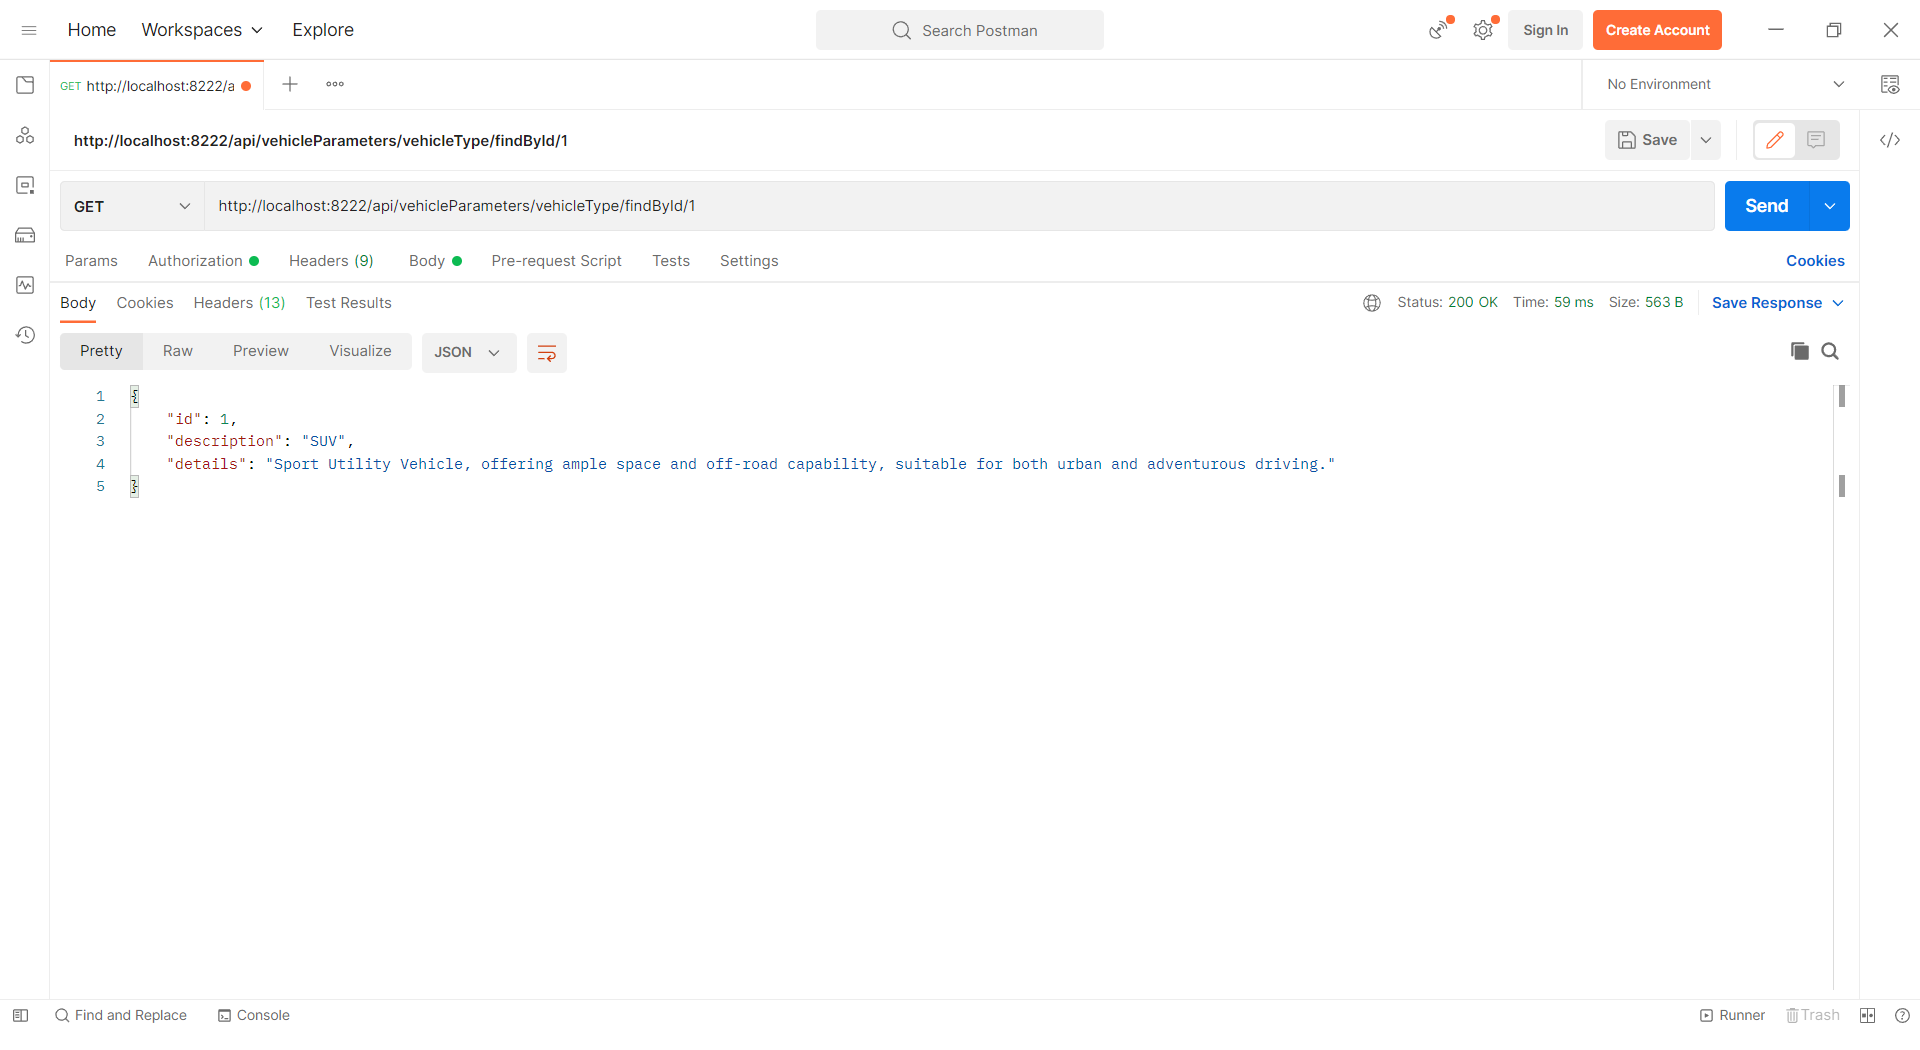 Home Workspaces Explore Search Postman Sign In Create Account
GET http://localhost:8222/a No Environment
http://localhost:8222/api/vehicleParameters/vehicleType/findById/1 Save
GET http://localhost:8222/api/vehicleParameters/vehicleType/findById/1 Send
Params Authorization Headers (9) Body Pre-request Script Tests Settings Cookies
Body Cookies Headers (13) Test Results Status: 200 OK Time: 59 ms Size: 563 B Save Response
Pretty Raw Preview Visualize JSON
1 {
2 "id": 1,
3 "description": "SUV",
4 "details": "Sport Utility Vehicle, offering ample space and off-road capability, suitable for both urban and adventurous driving."
5 }
Find and Replace Console Runner Trash